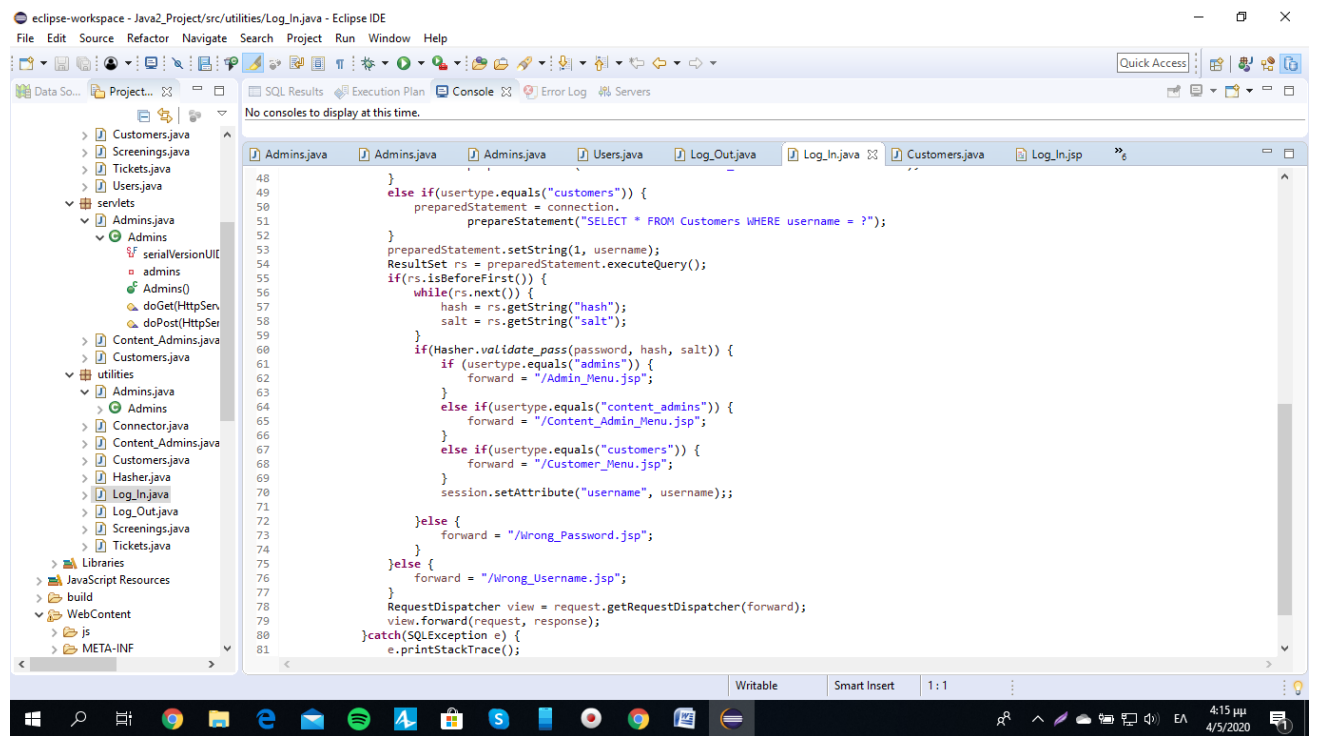 eclipse-workspace - Java2_Project/src/utilities/Log_In.java - Eclipse IDE
File Edit Source Refactor Navigate Search Project Run Window Help
Quick Access
Data So... Project...
SQL Results Execution Plan Console Error Log Servers
No consoles to display at this time.
Customers.java
Screenings.java
Tickets.java
Users.java
servlets
Admins.java
Admins
serialVersionUID
admins
Admins()
doGet(HttpServ
doPost(HttpSer
Content_Admins.java
Customers.java
utilities
Admins.java
Admins
Connector.java
Content_Admins.java
Customers.java
Hasher.java
Log_In.java
Log_Out.java
Screenings.java
Tickets.java
Libraries
JavaScript Resources
build
WebContent
js
META-INF
Admins.java Admins.java Admins.java Users.java Log_Out.java Log_In.java Customers.java Log_In.jsp »6
48 }
49 else if(usertype.equals("customers")) {
50 preparedStatement = connection.
51 prepareStatement("SELECT * FROM Customers WHERE username = ?");
52 }
53 preparedStatement.setString(1, username);
54 ResultSet rs = preparedStatement.executeQuery();
55 if(rs.isBeforeFirst()) {
56 while(rs.next()) {
57 hash = rs.getString("hash");
58 salt = rs.getString("salt");
59 }
60 if(Hasher.validate_pass(password, hash, salt)) {
61 if (usertype.equals("admins")) {
62 forward = "/Admin_Menu.jsp";
63 }
64 else if(usertype.equals("content_admins")) {
65 forward = "/Content_Admin_Menu.jsp";
66 }
67 else if(usertype.equals("customers")) {
68 forward = "/Customer_Menu.jsp";
69 }
70 session.setAttribute("username", username);;
71
72 }else {
73 forward = "/Wrong_Password.jsp";
74 }
75 }else {
76 forward = "/Wrong_Username.jsp";
77 }
78 RequestDispatcher view = request.getRequestDispatcher(forward);
79 view.forward(request, response);
80 }catch(SQLException e) {
81 e.printStackTrace();
Writable Smart Insert 1 : 1
ΕΛ
4:15 μμ
4/5/2020